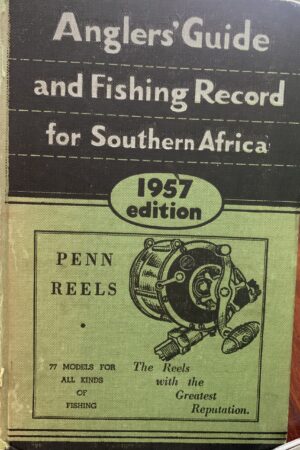 Anglers' Guide
and Fishing Record
for Southern Africa
1957
edition
PENN
REELS
•
77 MODELS FOR
ALL KINDS
OF
FISHING
The Reels
with the
Greatest
Reputation.